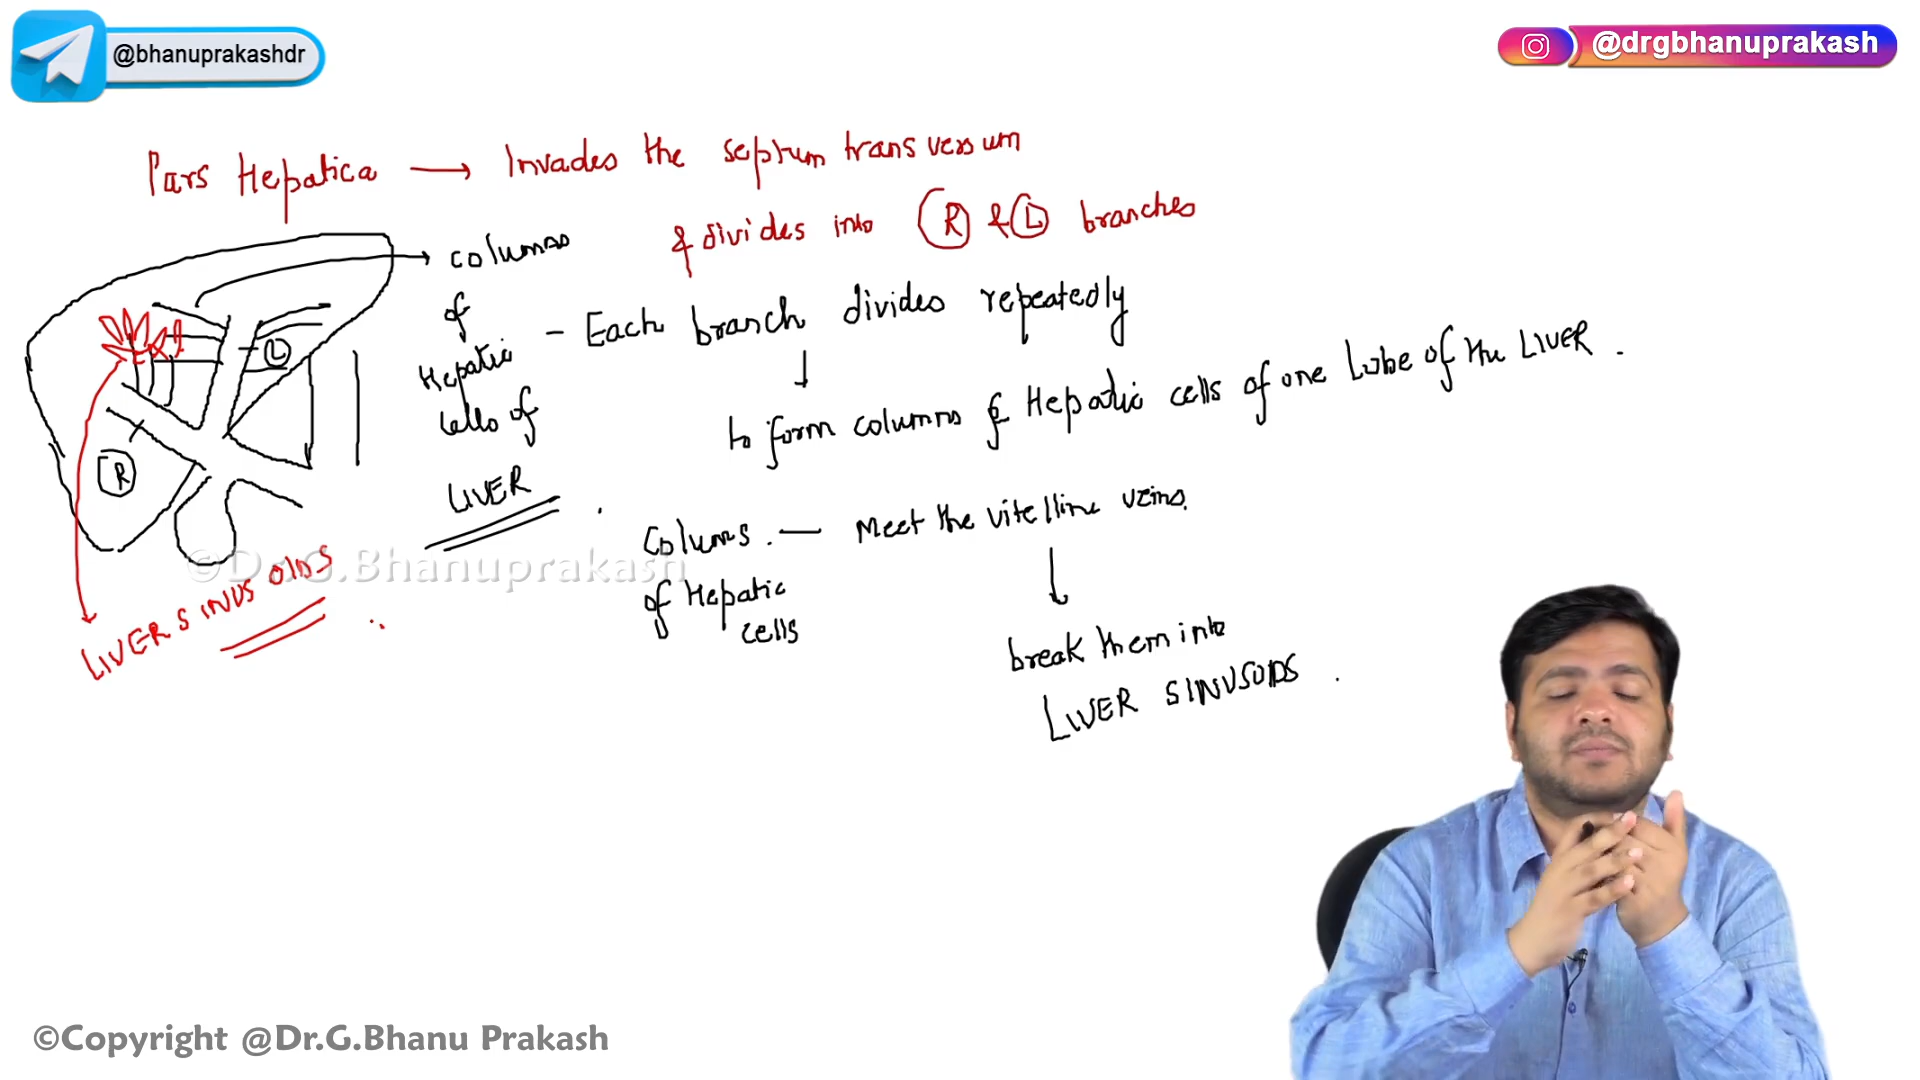 @bhanuprakashdr
@drgbhanuprakash
Pars Hepatica → Invades the septum transversum
& divides into R & L branches
columns
of
Hepatic
cells of
LIVER
- Each branch divides repeatedly
↓
to form columns of Hepatic cells of one Lobe of the LIVER.
L
R
LIVER SINUSOIDS
Colums. — Meet the vitelline veins.
of Hepatic
cells
↓
break them into
LIVER SINUSOIDS.
©Dr.G.Bhanuprakash
©Copyright @Dr.G.Bhanu Prakash